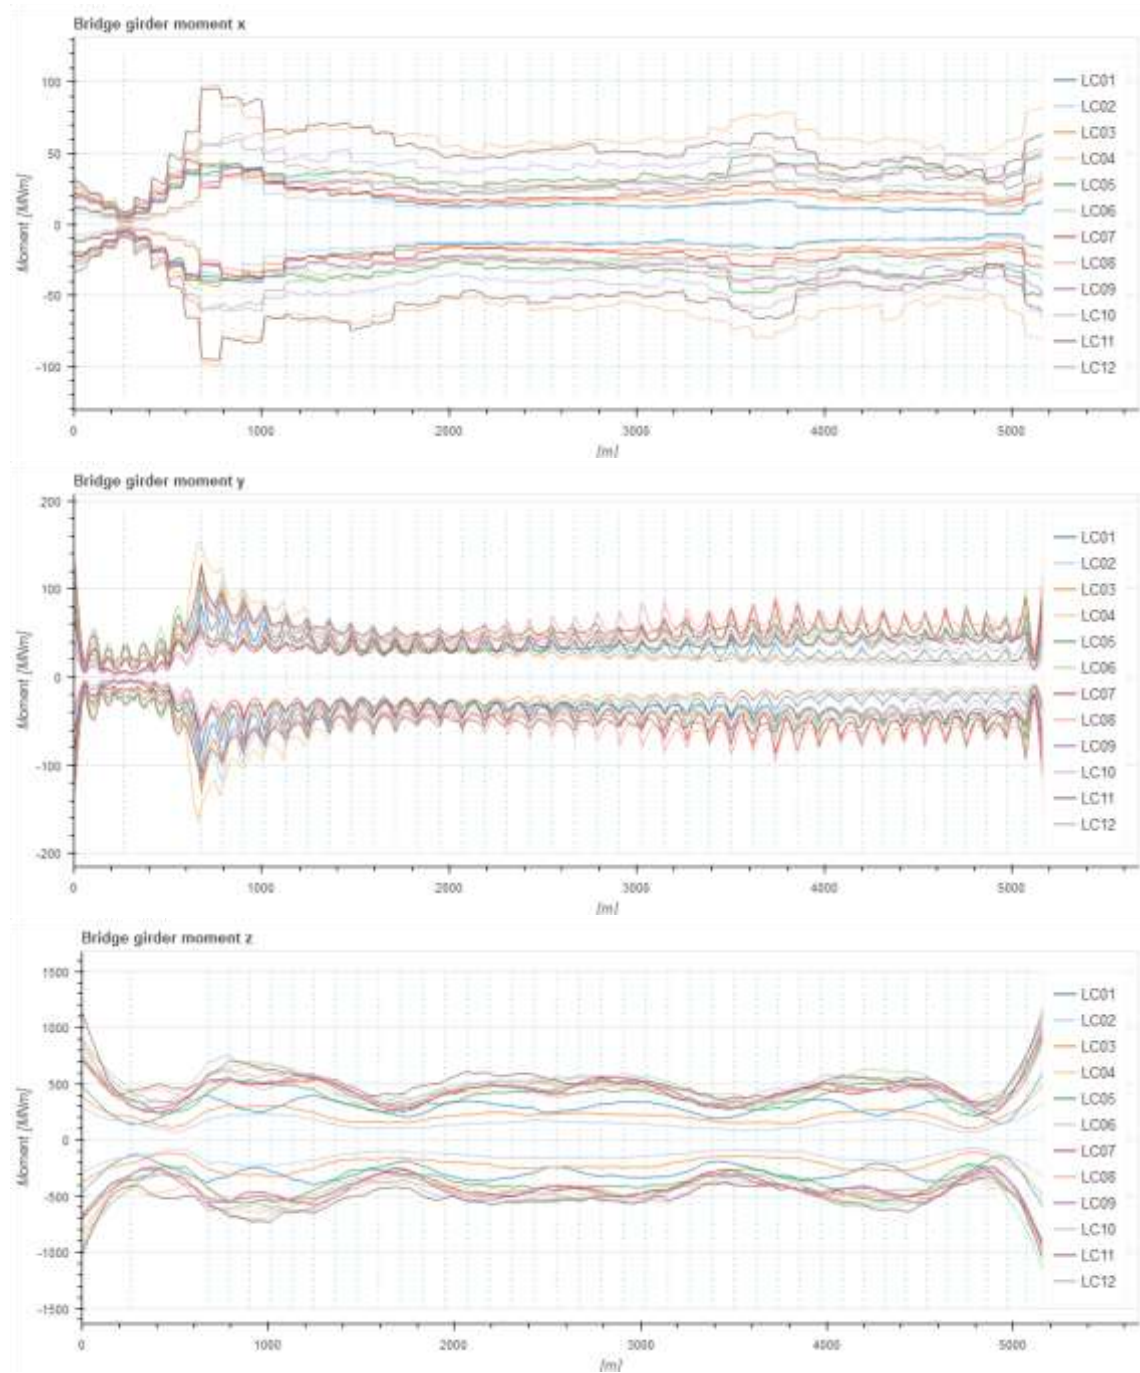 Bridge girder moment x
100
50
0
-50
-100
Moment [MNm]
0 1000 2000 3000 4000 5000
[m]
LC01
LC02
LC03
LC04
LC05
LC06
LC07
LC08
LC09
LC10
LC11
LC12
Bridge girder moment y
200
100
0
-100
-200
Moment [MNm]
0 1000 2000 3000 4000 5000
[m]
LC01
LC02
LC03
LC04
LC05
LC06
LC07
LC08
LC09
LC10
LC11
LC12
Bridge girder moment z
1500
1000
500
0
-500
-1000
-1500
Moment [MNm]
0 1000 2000 3000 4000 5000
[m]
LC01
LC02
LC03
LC04
LC05
LC06
LC07
LC08
LC09
LC10
LC11
LC12